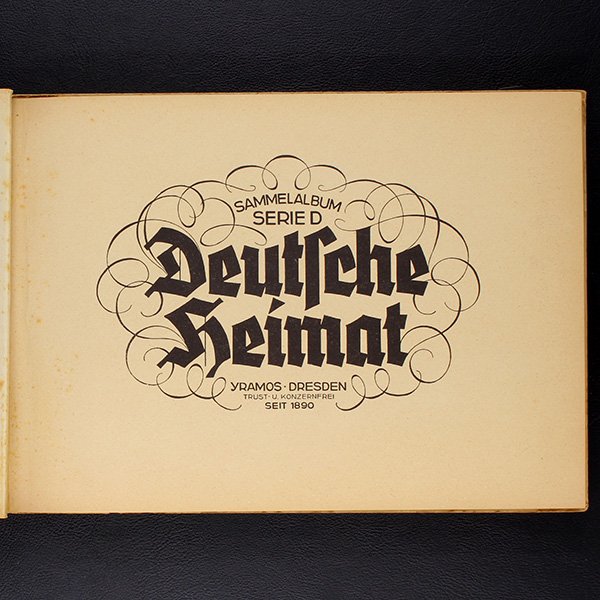 SAMMELALBUM
SERIE D
Deutſche
Heimat
YRAMOS-DRESDEN
TRUST- U. KONZERNFREI
SEIT 1890